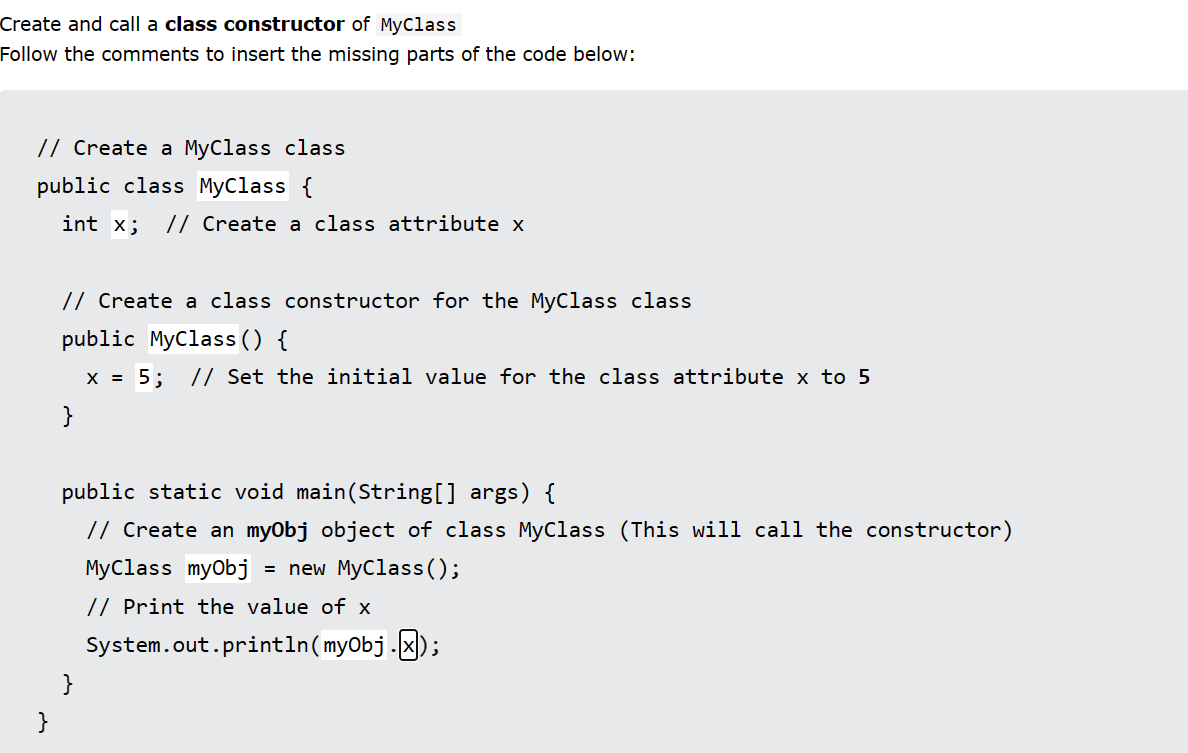 Create and call a class constructor of MyClass
Follow the comments to insert the missing parts of the code below:
// Create a MyClass class
public class MyClass {
  int x;  // Create a class attribute x
  // Create a class constructor for the MyClass class
  public MyClass() {
    x = 5;  // Set the initial value for the class attribute x to 5
  }
  public static void main(String[] args) {
    // Create an myObj object of class MyClass (This will call the constructor)
    MyClass myObj = new MyClass();
    // Print the value of x
    System.out.println(myObj.x);
  }
}